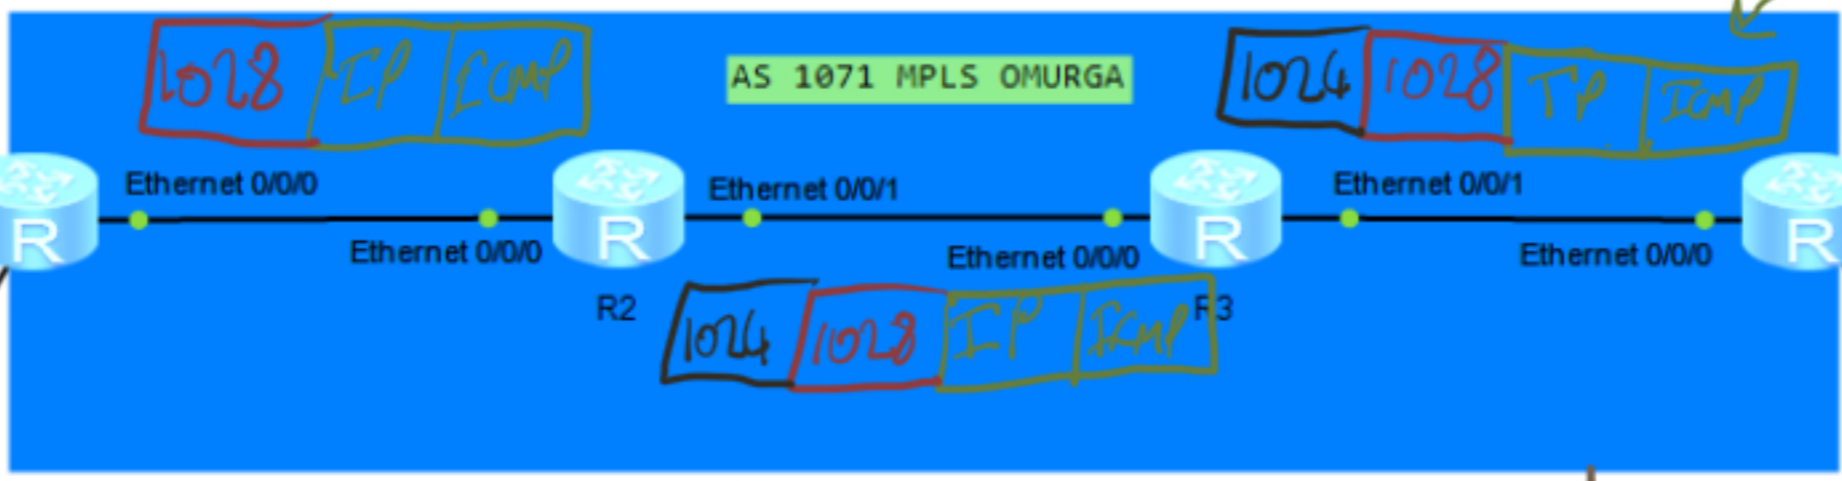 1028 IP ICMP
AS 1071 MPLS OMURGA
1024 1028 IP ICMP
Ethernet 0/0/0
Ethernet 0/0/0
R
R
Ethernet 0/0/1
Ethernet 0/0/0
R
Ethernet 0/0/1
Ethernet 0/0/0
R
R2
R3
1024 1028 IP ICMP